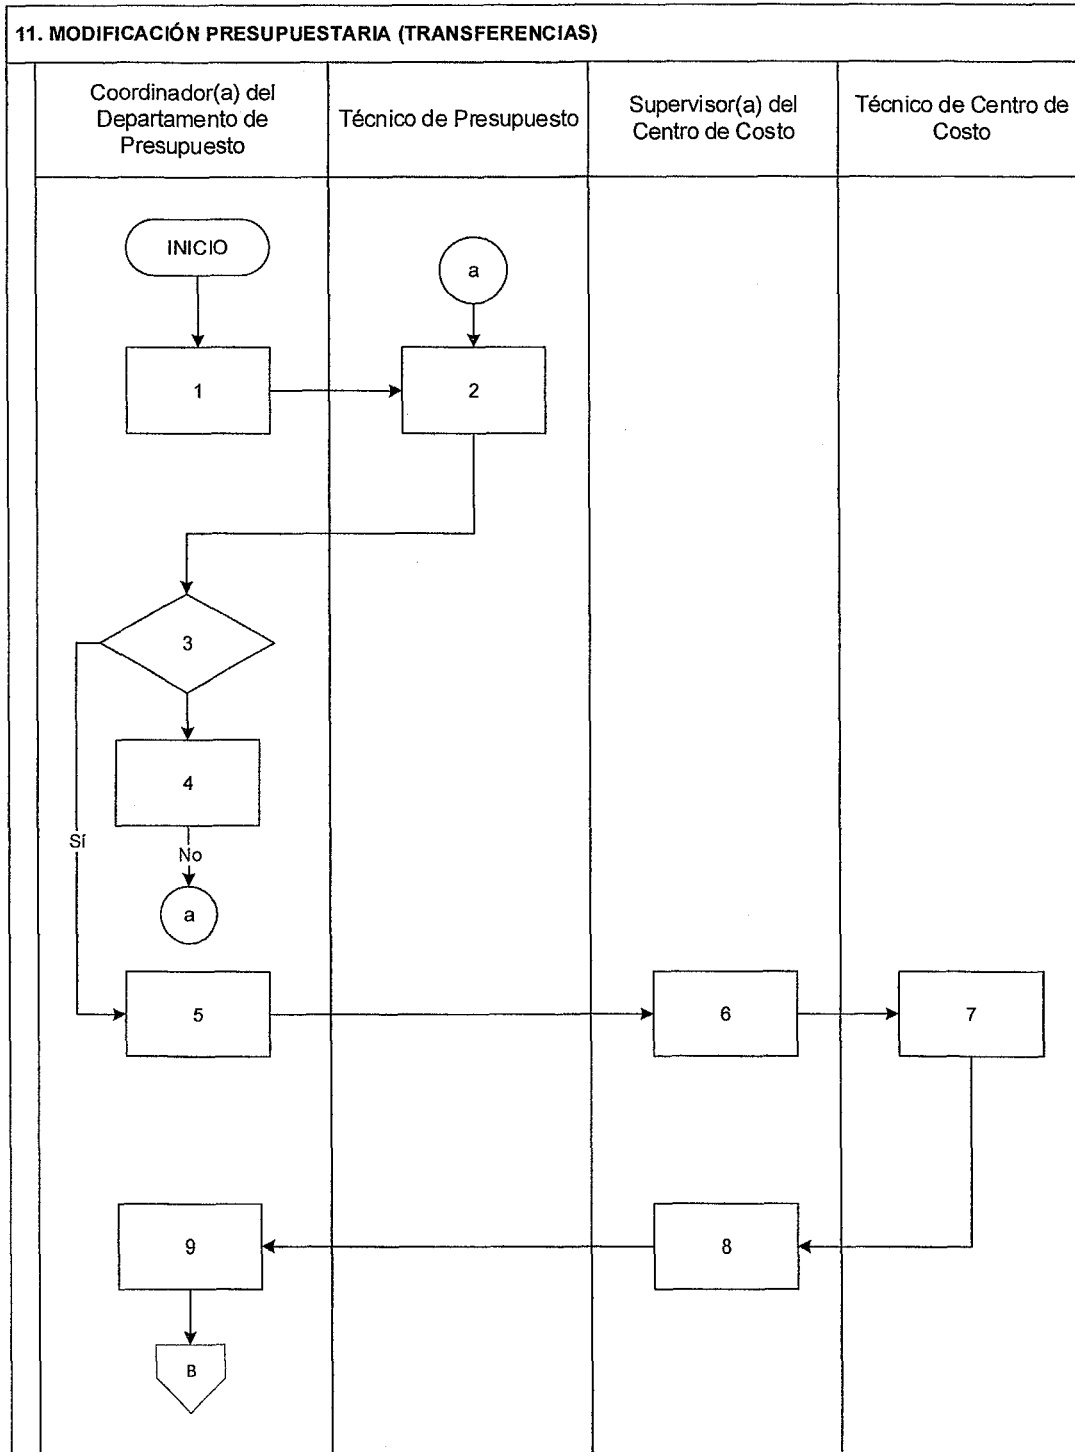 11. MODIFICACIÓN PRESUPUESTARIA (TRANSFERENCIAS)
Coordinador(a) del
Departamento de
Presupuesto
Técnico de Presupuesto
Supervisor(a) del
Centro de Costo
Técnico de Centro de
Costo
INICIO
a
1
2
3
4
Sí
No
a
5
6
7
9
8
B